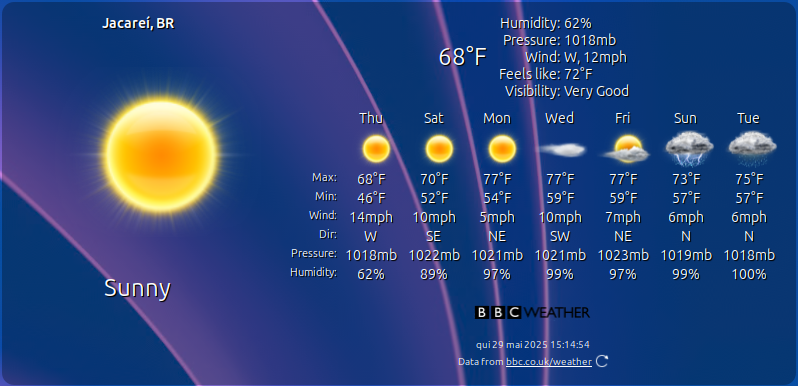 Jacareí, BR
68°F
Humidity: 62%
Pressure: 1018mb
Wind: W, 12mph
Feels like: 72°F
Visibility: Very Good
Thu Sat Mon Wed Fri Sun Tue
Max: 68°F 70°F 77°F 77°F 77°F 73°F 75°F
Min: 46°F 52°F 54°F 59°F 59°F 57°F 57°F
Wind: 14mph 10mph 5mph 10mph 7mph 6mph 6mph
Dir: W SE NE SW NE N N
Pressure: 1018mb 1022mb 1021mb 1021mb 1023mb 1019mb 1018mb
Humidity: 62% 89% 97% 99% 97% 99% 100%
Sunny
BBC WEATHER
qui 29 mai 2025 15:14:54
Data from bbc.co.uk/weather